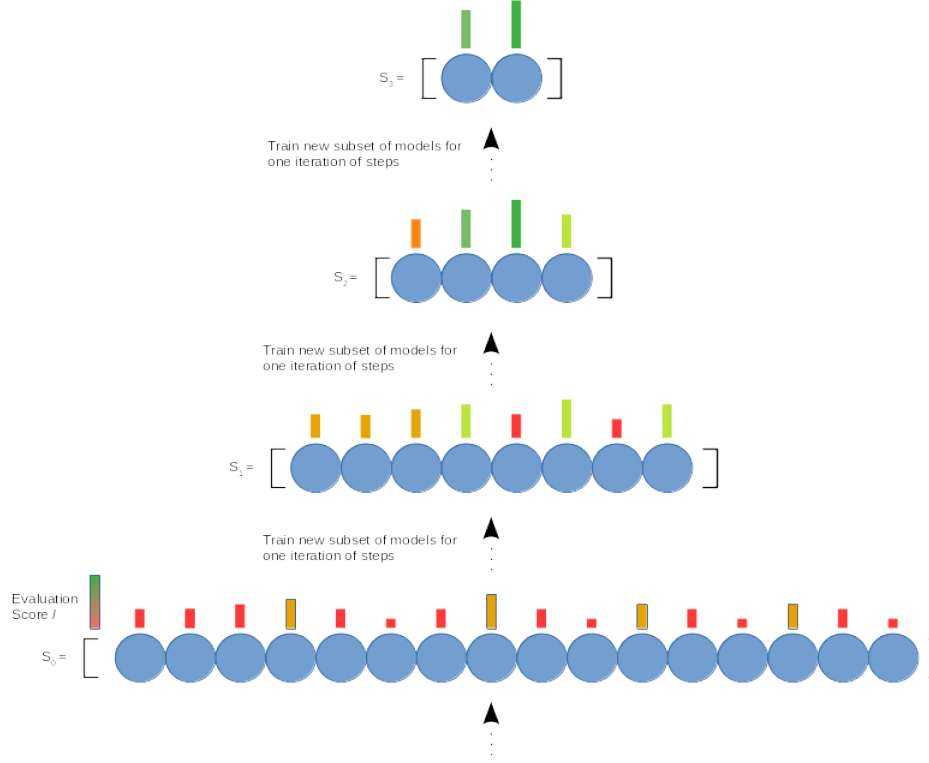 S3 =
Train new subset of models for
one iteration of steps
S2 =
Train new subset of models for
one iteration of steps
S1 =
Train new subset of models for
one iteration of steps
Evaluation
Score /
S0 =